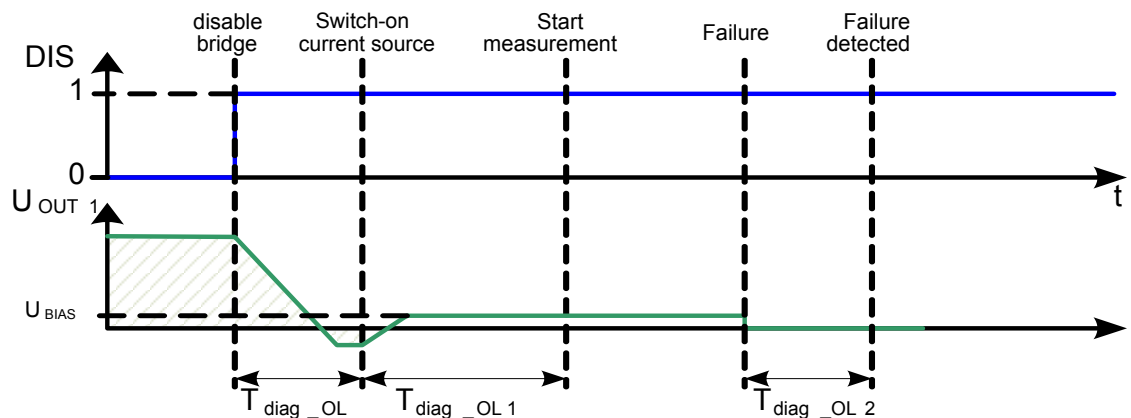 disable
bridge
Switch-on
current source
Start
measurement
Failure
Failure
detected
DIS
1
0
t
U OUT 1
U BIAS
T diag _OL
T diag _OL 1
T diag _OL 2